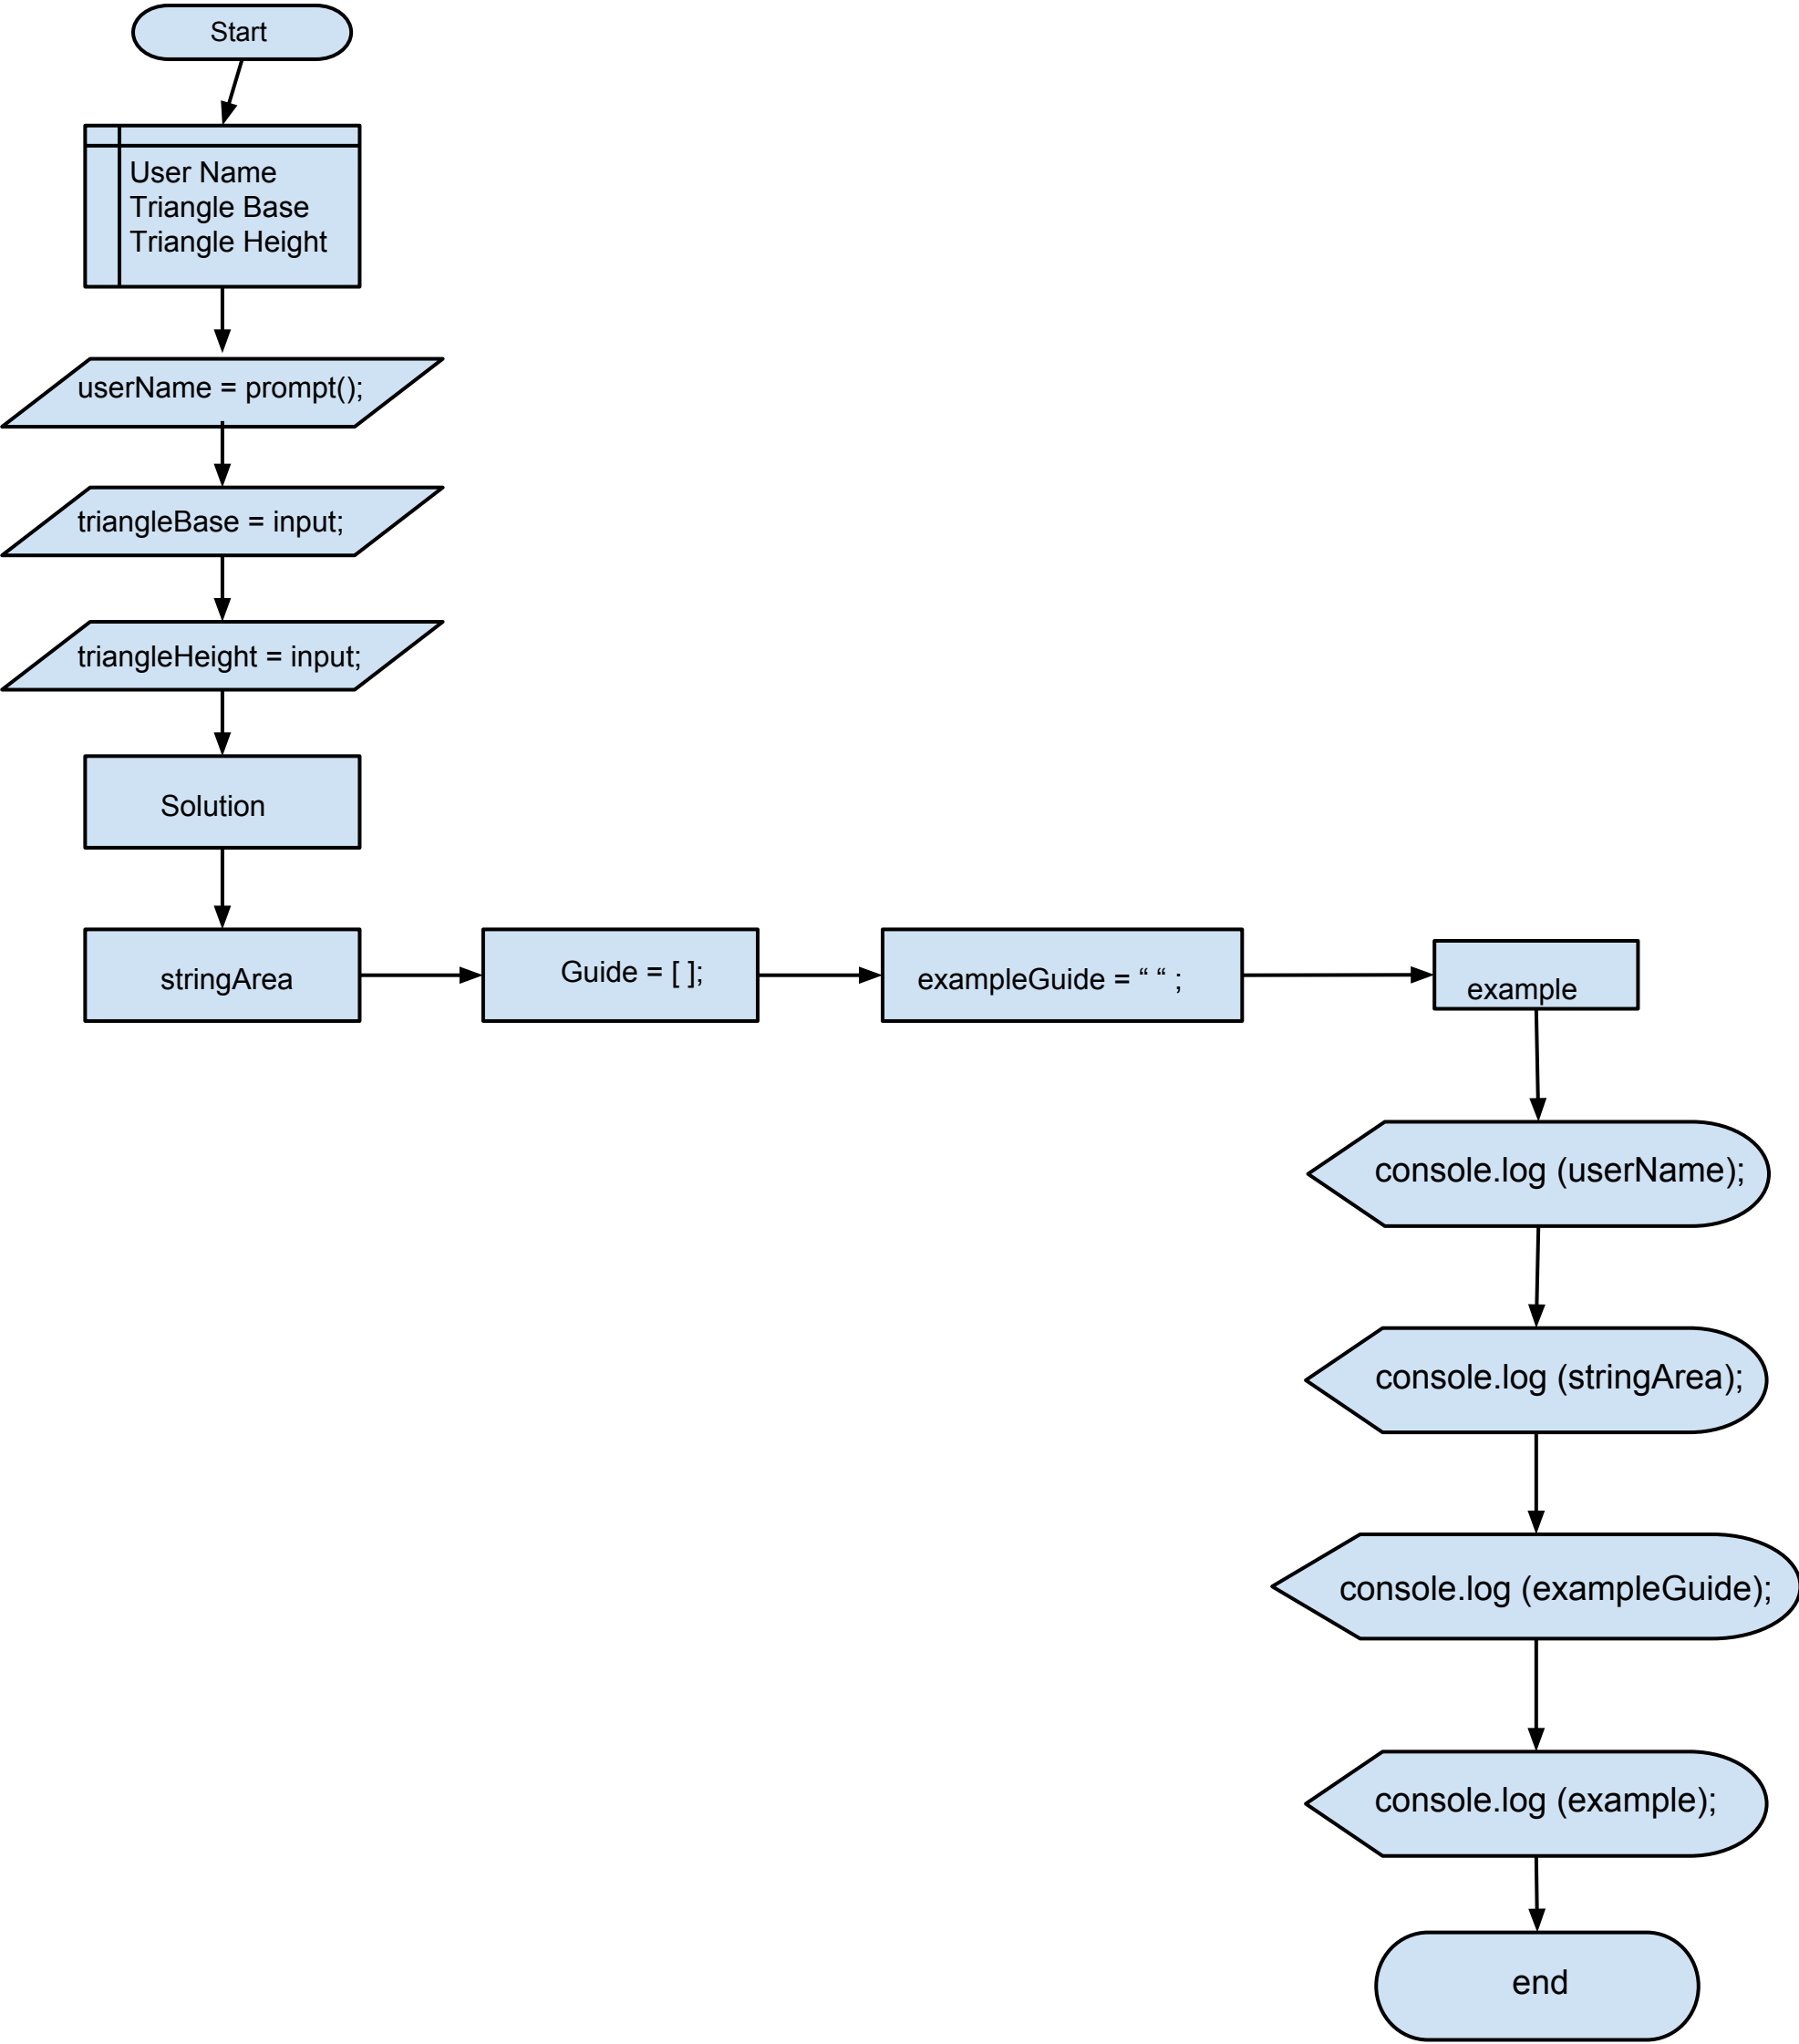 Start
User Name
Triangle Base
Triangle Height
userName = prompt();
triangleBase = input;
triangleHeight = input;
Solution
stringArea
Guide = [ ];
exampleGuide = “ “ ;
example
console.log (userName);
console.log (stringArea);
console.log (exampleGuide);
console.log (example);
end